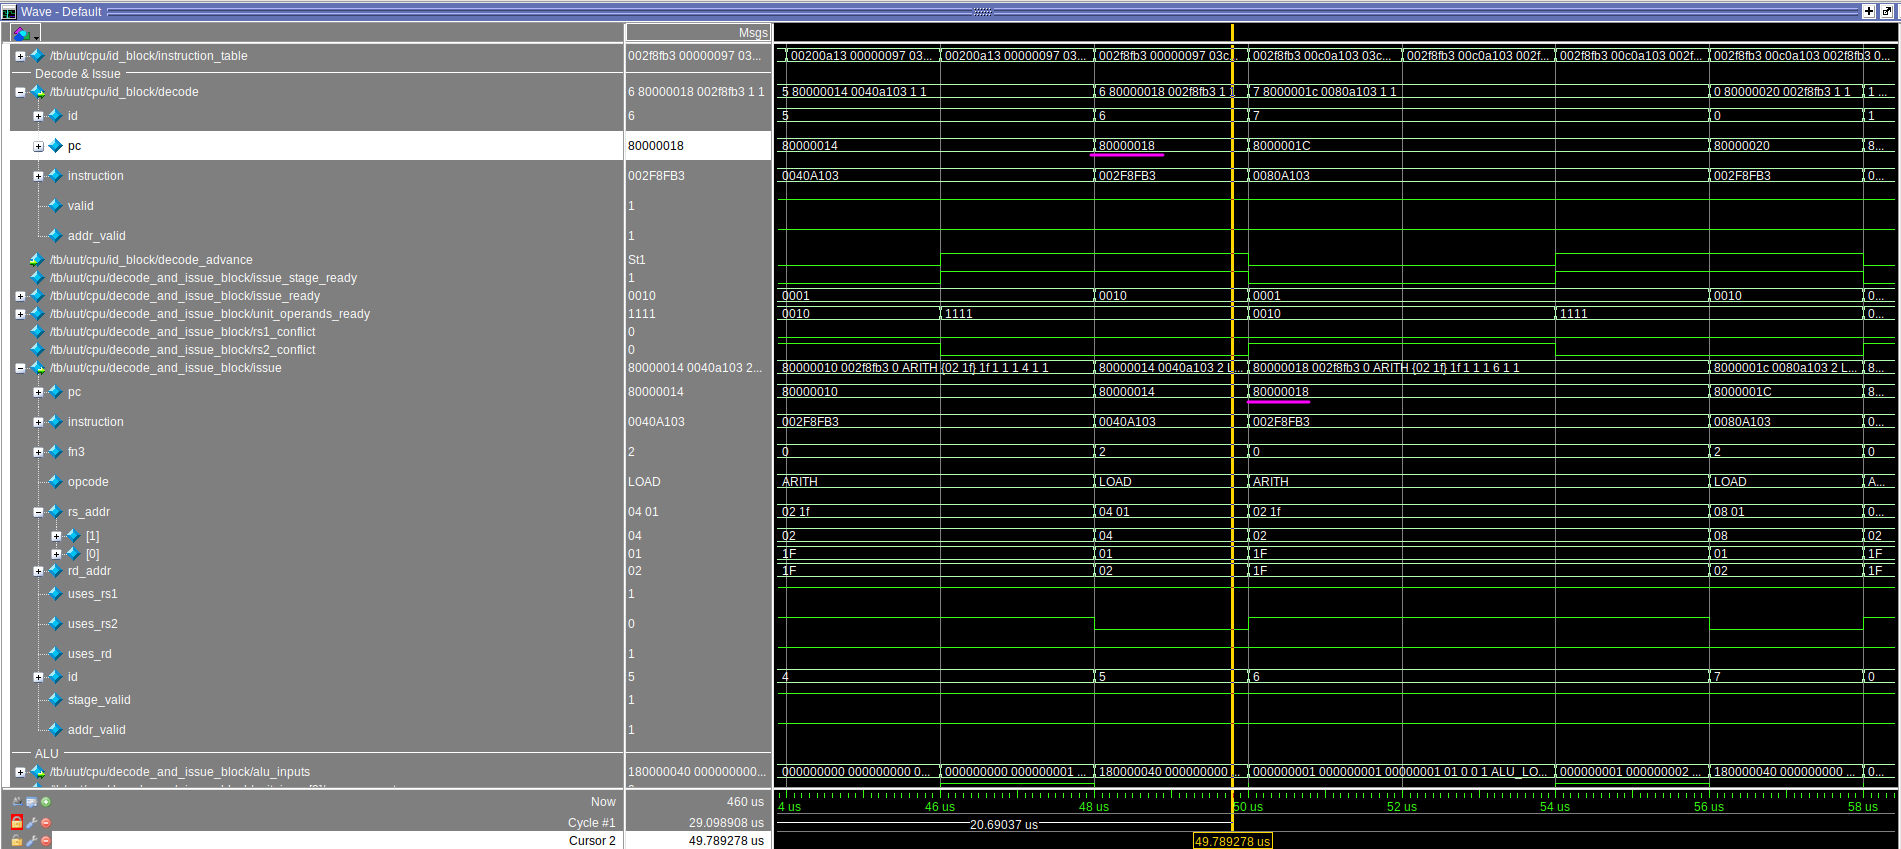 Wave - Default
Msgs
/tb/uut/cpu/id_block/instruction_table 002f8fb3 00000097 03... 00200a13 00000097 03... 00200a13 00000097 03... 002f8fb3 00000097 03c... 002f8fb3 00c0a103 03c... 002f8fb3 00c0a103 002f... 002f8fb3 00c0a103 002f... 002f8fb3 00c0a103 002f8fb3 0...
Decode & Issue
/tb/uut/cpu/id_block/decode 6 80000018 002f8fb3 1 1 5 80000014 0040a103 1 1 6 80000018 002f8fb3 1 1 7 8000001c 0080a103 1 1 0 80000020 002f8fb3 1 1 1 ...
id 6 5 6 7 0 1
pc 80000018 80000014 80000018 8000001C 80000020 8...
instruction 002F8FB3 0040A103 002F8FB3 0080A103 002F8FB3 0...
valid 1
addr_valid 1
/tb/uut/cpu/id_block/decode_advance St1
/tb/uut/cpu/decode_and_issue_block/issue_stage_ready 1
/tb/uut/cpu/decode_and_issue_block/issue_ready 0010 0001 0010 0001 0010 0...
/tb/uut/cpu/decode_and_issue_block/unit_operands_ready 1111 0010 1111 0010 1111 0...
/tb/uut/cpu/decode_and_issue_block/rs1_conflict 0
/tb/uut/cpu/decode_and_issue_block/rs2_conflict 0
/tb/uut/cpu/decode_and_issue_block/issue 80000014 0040a103 2... 80000010 002f8fb3 0 ARITH {02 1f} 1f 1 1 1 4 1 1 80000014 0040a103 2 L... 80000018 002f8fb3 0 ARITH {02 1f} 1f 1 1 1 6 1 1 8000001c 0080a103 2 L... 8...
pc 80000014 80000010 80000014 80000018 8000001C 8...
instruction 0040A103 002F8FB3 0040A103 002F8FB3 0080A103 0...
fn3 2 0 2 0 2 0
opcode LOAD ARITH LOAD ARITH LOAD A...
rs_addr 04 01 02 1f 04 01 02 1f 08 01 0...
[1] 04 02 04 02 08 02
[0] 01 1F 01 1F 01 1F
rd_addr 02 1F 02 1F 02 1F
uses_rs1 1
uses_rs2 0
uses_rd 1
id 5 4 5 6 7 0
stage_valid 1
addr_valid 1
ALU
/tb/uut/cpu/decode_and_issue_block/alu_inputs 180000040 000000000... 000000000 000000000 0... 000000000 000000001 ... 180000040 000000000 ... 000000001 000000001 00000001 01 0 0 1 ALU_LO... 000000001 000000002 ... 180000040 000000000 ... 0...
Now 460 us 4 us 46 us 48 us 50 us 52 us 54 us 56 us 58 us
Cycle #1 29.098908 us 20.69037 us
Cursor 2 49.789278 us 49.789278 us